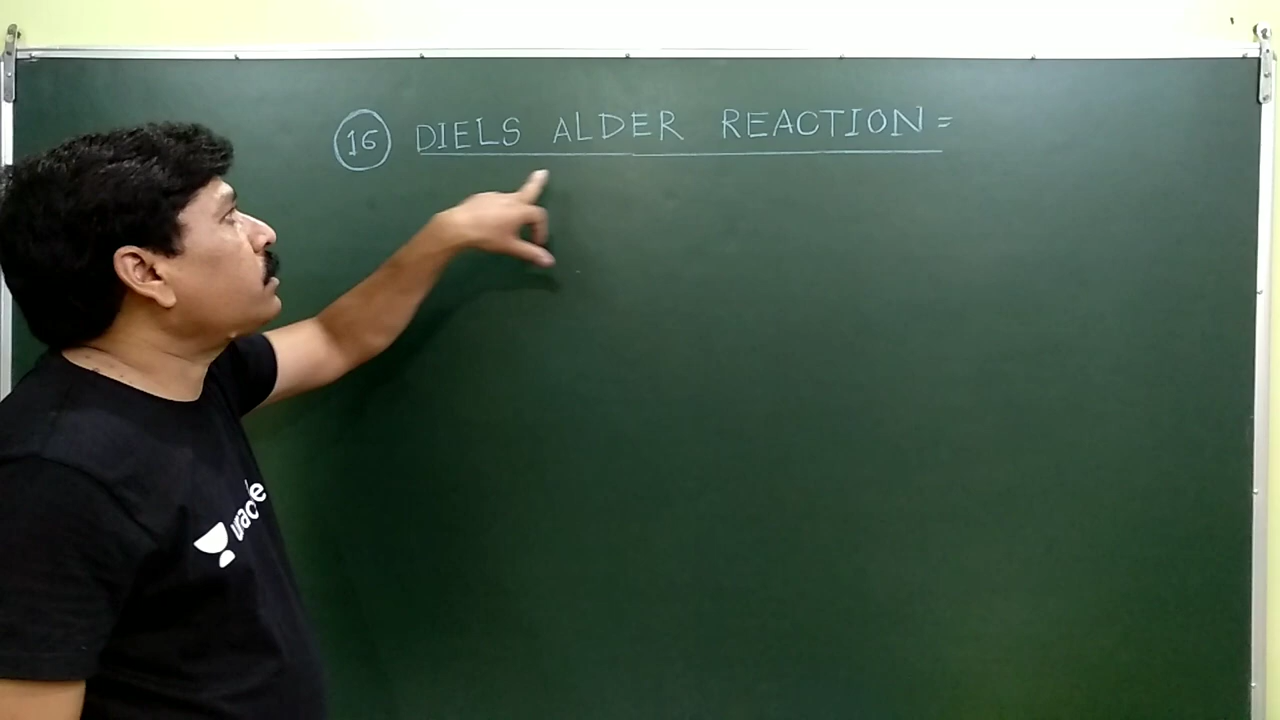 16 DIELS ALDER REACTION =